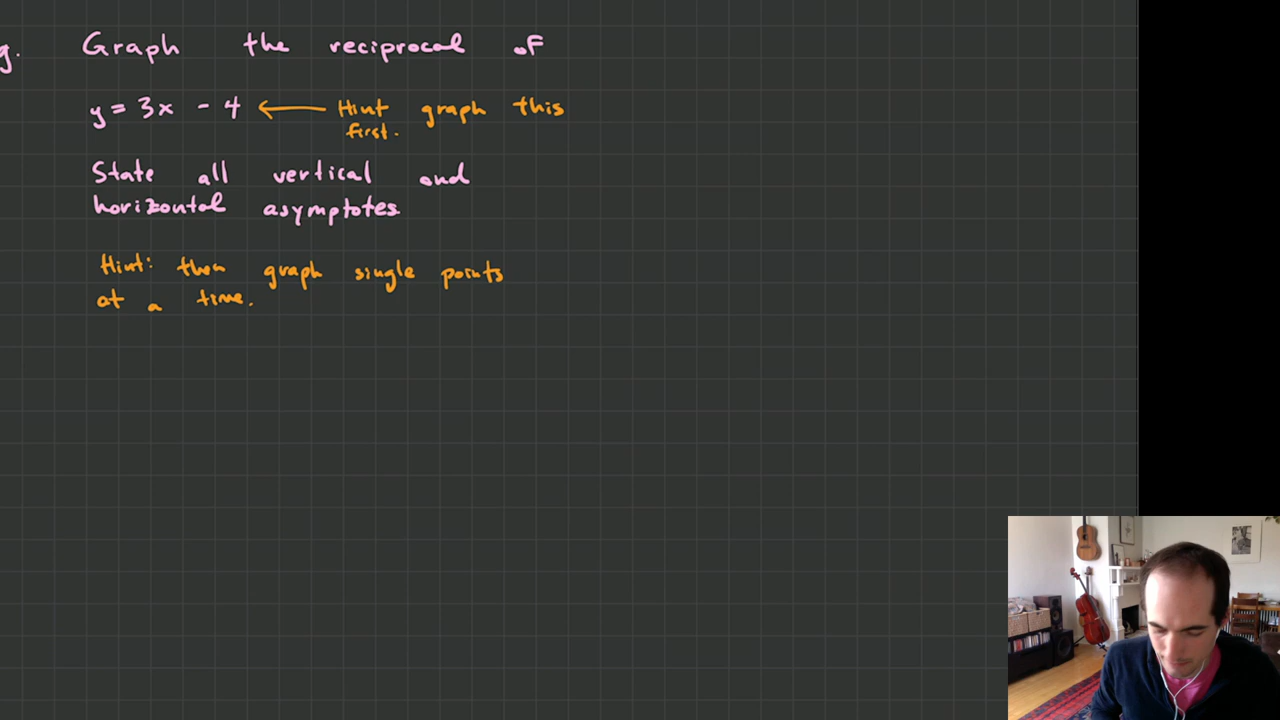 g. Graph the reciprocal of
y = 3x - 4 ← Hint graph this
first.
State all vertical and
horizontal asymptotes
Hint: then graph single points
at a time.